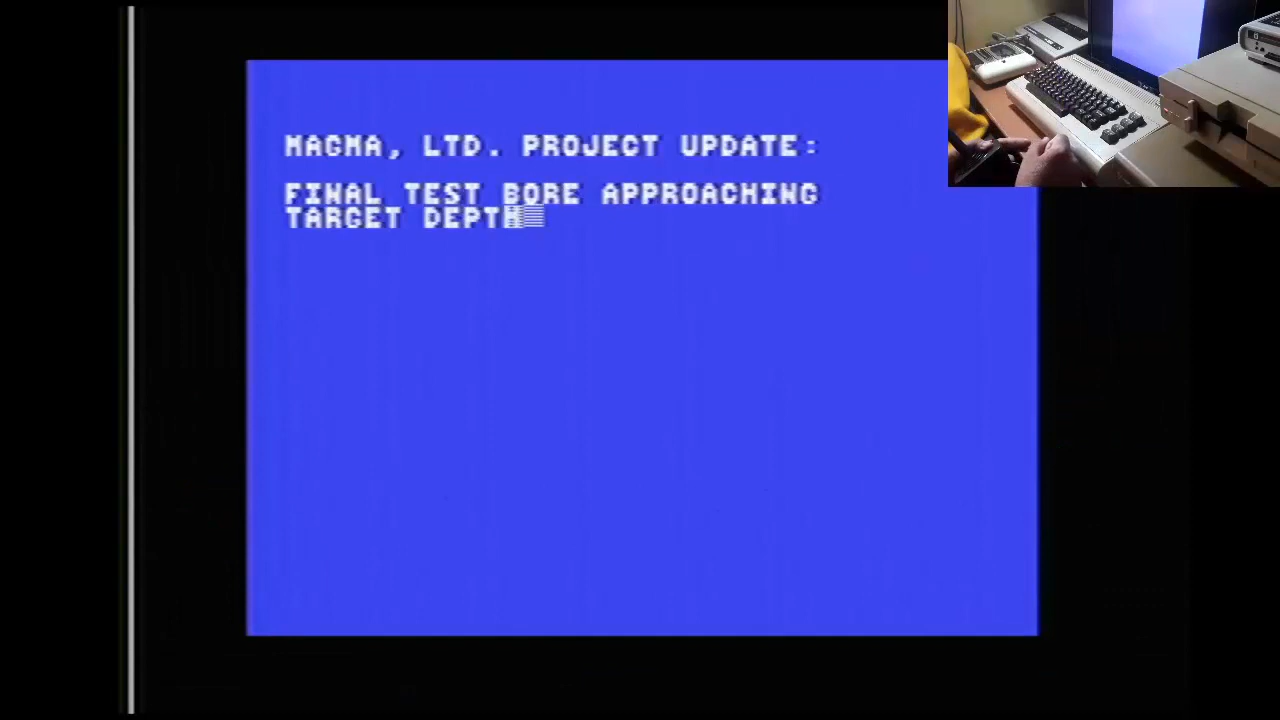 MAGMA, LTD. PROJECT UPDATE:
FINAL TEST BORE APPROACHING
TARGET DEPTH